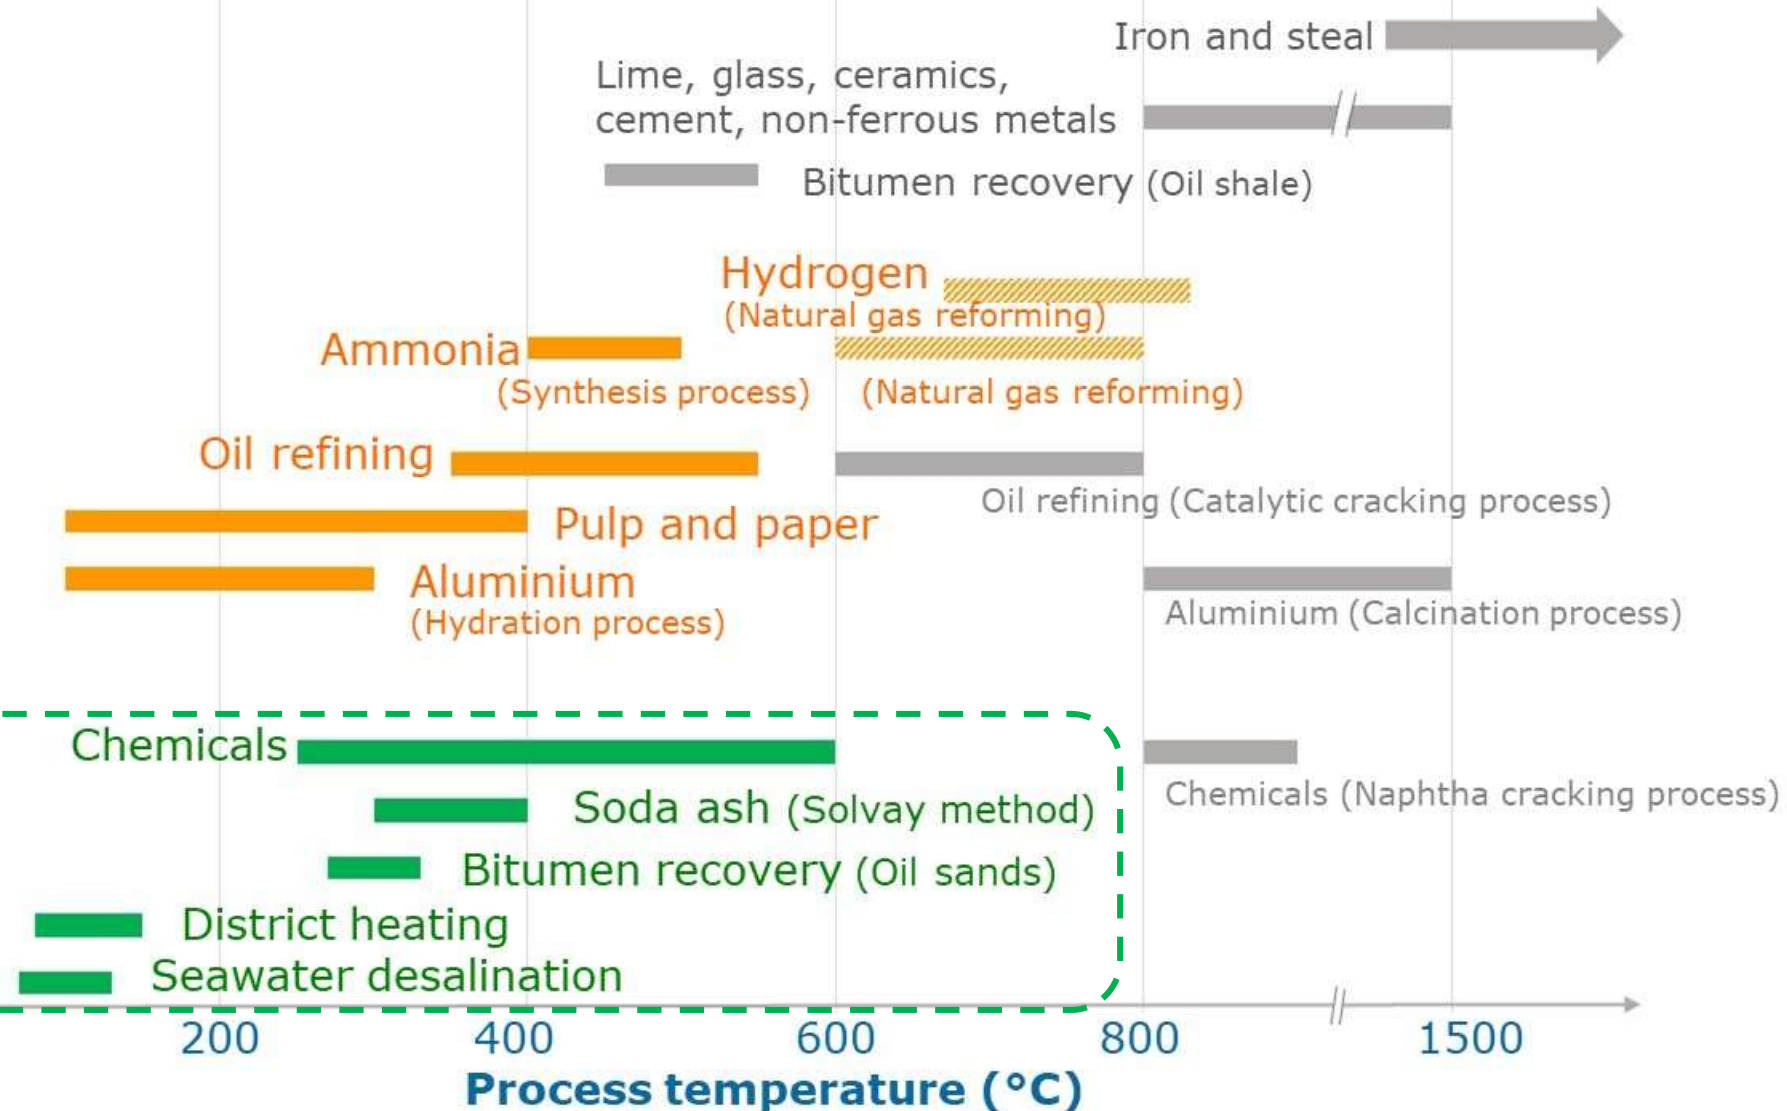 Iron and steal
Lime, glass, ceramics,
cement, non-ferrous metals
Bitumen recovery (Oil shale)
Hydrogen
(Natural gas reforming)
Ammonia
(Synthesis process) (Natural gas reforming)
Oil refining
Oil refining (Catalytic cracking process)
Pulp and paper
Aluminium
(Hydration process)
Aluminium (Calcination process)
Chemicals
Chemicals (Naphtha cracking process)
Soda ash (Solvay method)
Bitumen recovery (Oil sands)
District heating
Seawater desalination
200 400 600 800 1500
Process temperature (°C)